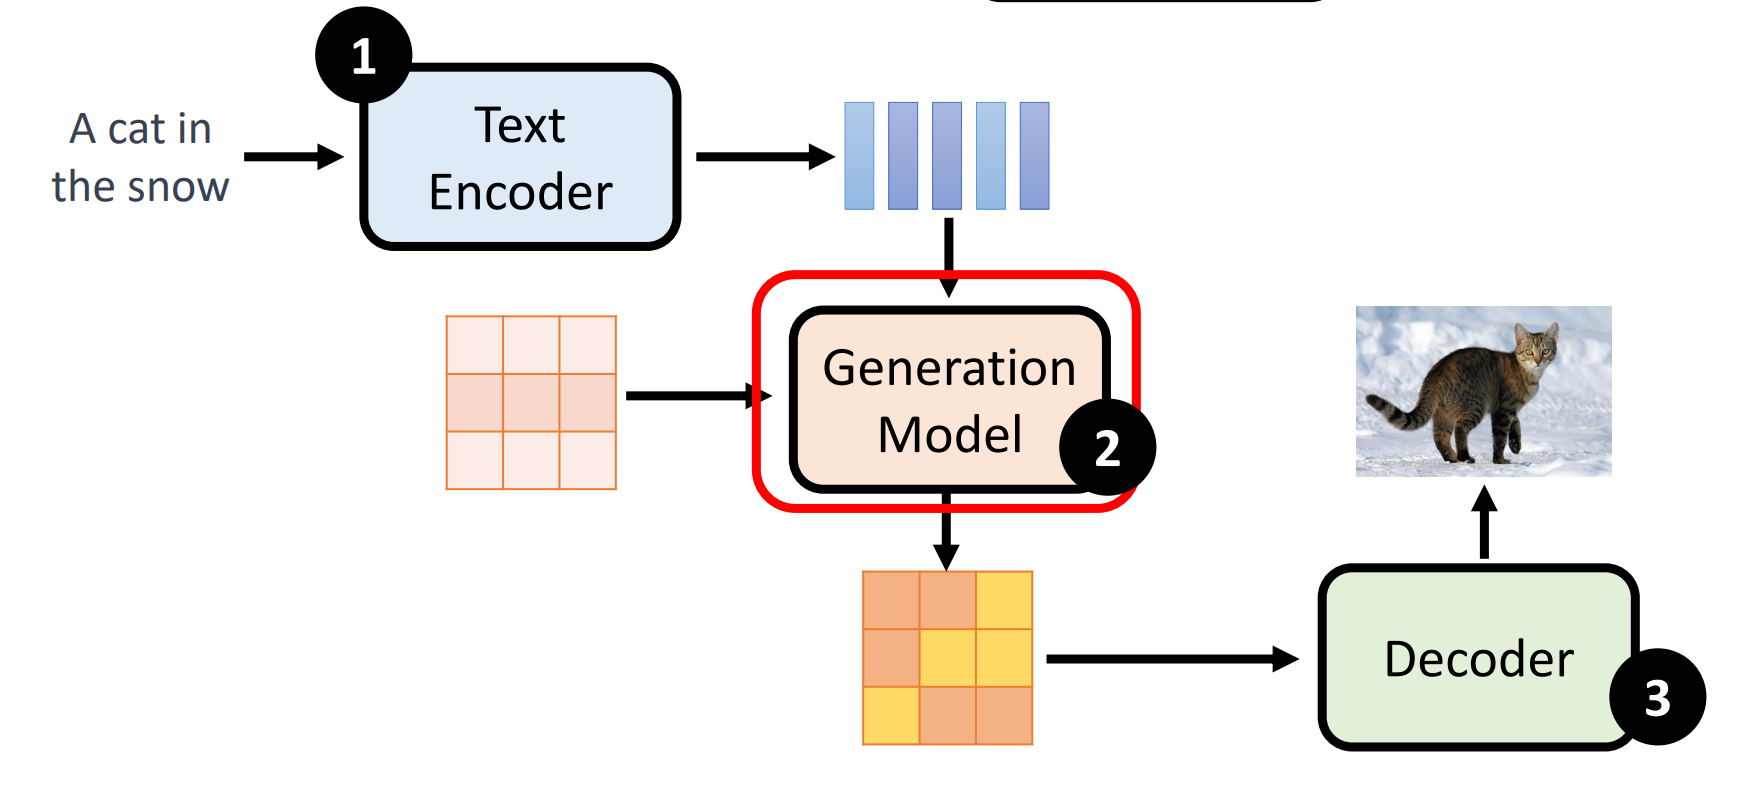 1
A cat in
the snow
Text
Encoder
Generation
Model
2
Decoder
3